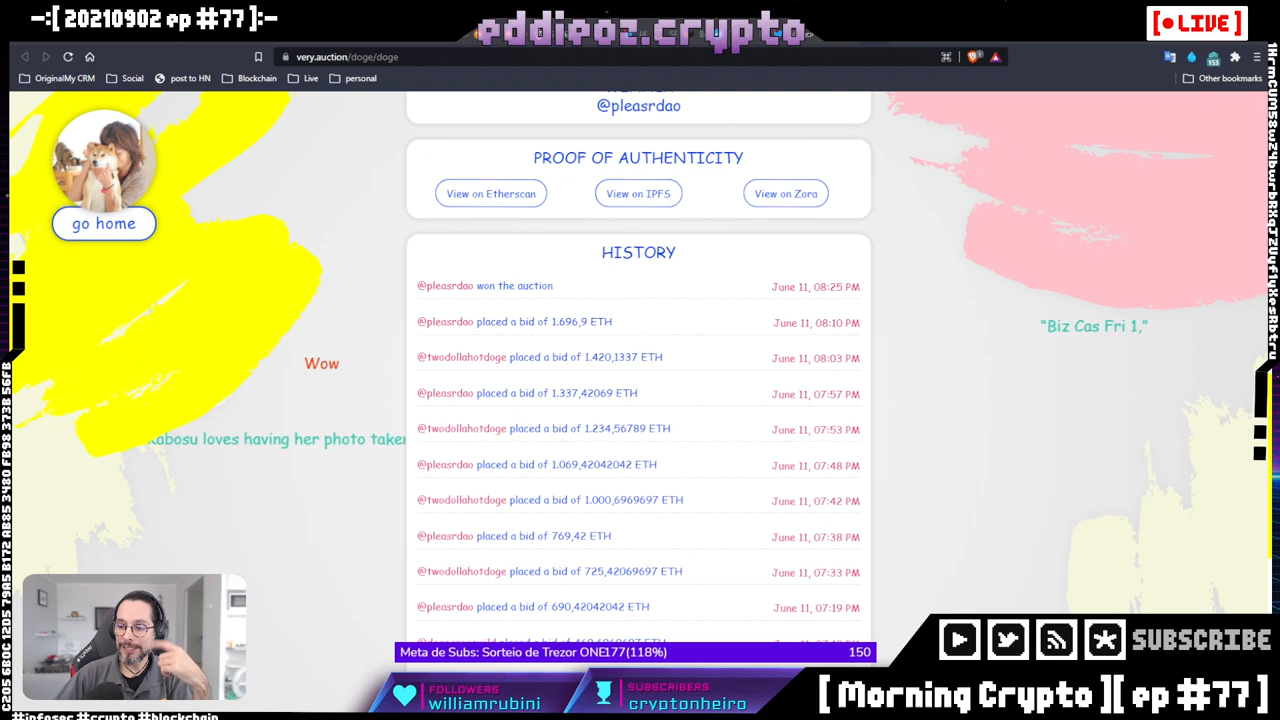 -:[ 20210902 ep #77]:-
eddieoz.crypto
[● LIVE]
very.auction/doge/doge
153
OriginalMy CRM
Social
post to HN
Blockchain
Live
personal
Other bookmarks
@pleasrdao
PROOF OF AUTHENTICITY
View on Etherscan
View on IPFS
View on Zora
go home
HISTORY
@pleasrdao won the auction
June 11, 08:25 PM
@pleasrdao placed a bid of 1.696,9 ETH
June 11, 08:10 PM
"Biz Cas Fri 1,"
@twodollahotdoge placed a bid of 1.420,1337 ETH
June 11, 08:03 PM
Wow
@pleasrdao placed a bid of 1.337,42069 ETH
June 11, 07:57 PM
@twodollahotdoge placed a bid of 1.234,56789 ETH
June 11, 07:53 PM
kabosu loves having her photo taken
@pleasrdao placed a bid of 1.069,42042042 ETH
June 11, 07:48 PM
@twodollahotdoge placed a bid of 1.000,6969697 ETH
June 11, 07:42 PM
@pleasrdao placed a bid of 769,42 ETH
June 11, 07:38 PM
@twodollahotdoge placed a bid of 725,42069697 ETH
June 11, 07:33 PM
@pleasrdao placed a bid of 690,42042042 ETH
June 11, 07:19 PM
Meta de Subs: Sorteio de Trezor ONE177(118%)
150
SUBSCRIBE
FOLLOWERS
williamrubini
SUBSCRIBERS
cryptonheiro
[ Morning Crypto ][ ep #77 ]
#infosec #crypto #blockchain